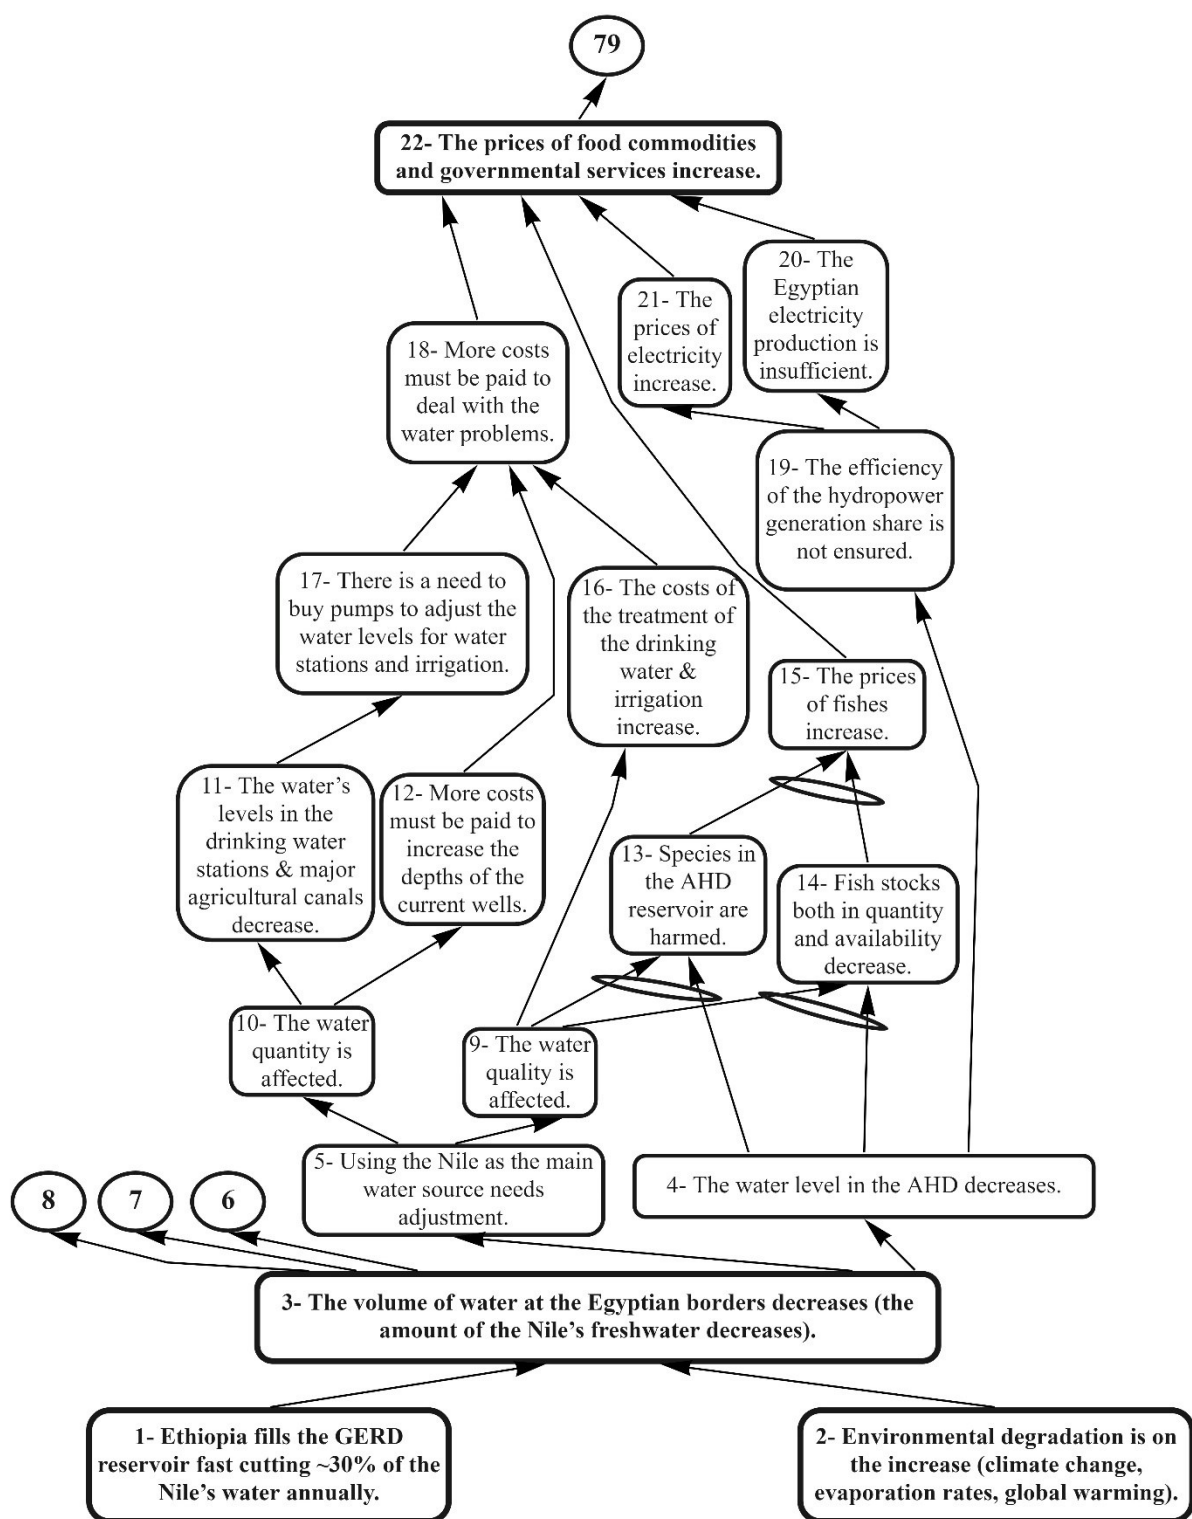 79
22- The prices of food commodities
and governmental services increase.
20- The
Egyptian
electricity
production is
insufficient.
21- The
prices of
electricity
increase.
18- More costs
must be paid to
deal with the
water problems.
19- The efficiency
of the hydropower
generation share is
not ensured.
17- There is a need to
buy pumps to adjust the
water levels for water
stations and irrigation.
16- The costs of
the treatment of
the drinking
water &
irrigation
increase.
15- The prices
of fishes
increase.
11- The water’s
levels in the
drinking water
stations & major
agricultural canals
decrease.
12- More costs
must be paid to
increase the
depths of the
current wells.
13- Species in
the AHD
reservoir are
harmed.
14- Fish stocks
both in quantity
and availability
decrease.
10- The water
quantity is
affected.
9- The water
quality is
affected.
5- Using the Nile as the main
water source needs
adjustment.
4- The water level in the AHD decreases.
8
7
6
3- The volume of water at the Egyptian borders decreases (the
amount of the Nile’s freshwater decreases).
1- Ethiopia fills the GERD
reservoir fast cutting ~30% of the
Nile’s water annually.
2- Environmental degradation is on
the increase (climate change,
evaporation rates, global warming).